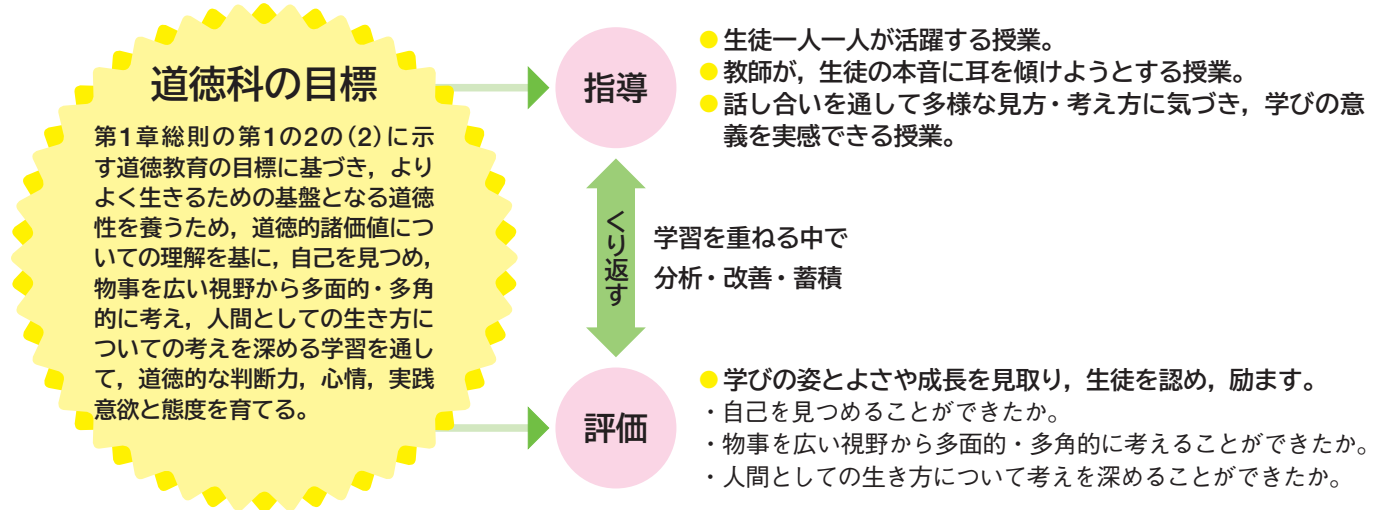 道徳科の目標
第1章総則の第1の2の(2)に示
す道徳教育の目標に基づき，より
よく生きるための基盤となる道徳
性を養うため，道徳的諸価値につ
いての理解を基に，自己を見つめ，
物事を広い視野から多面的・多角
的に考え，人間としての生き方に
ついての考えを深める学習を通し
て，道徳的な判断力，心情，実践
意欲と態度を育てる。
指導
●生徒一人一人が活躍する授業。
●教師が，生徒の本音に耳を傾けようとする授業。
●話し合いを通して多様な見方・考え方に気づき，学びの意
義を実感できる授業。
くり返す
学習を重ねる中で
分析・改善・蓄積
評価
●学びの姿とよさや成長を見取り，生徒を認め，励ます。
・自己を見つめることができたか。
・物事を広い視野から多面的・多角的に考えることができたか。
・人間としての生き方について考えを深めることができたか。